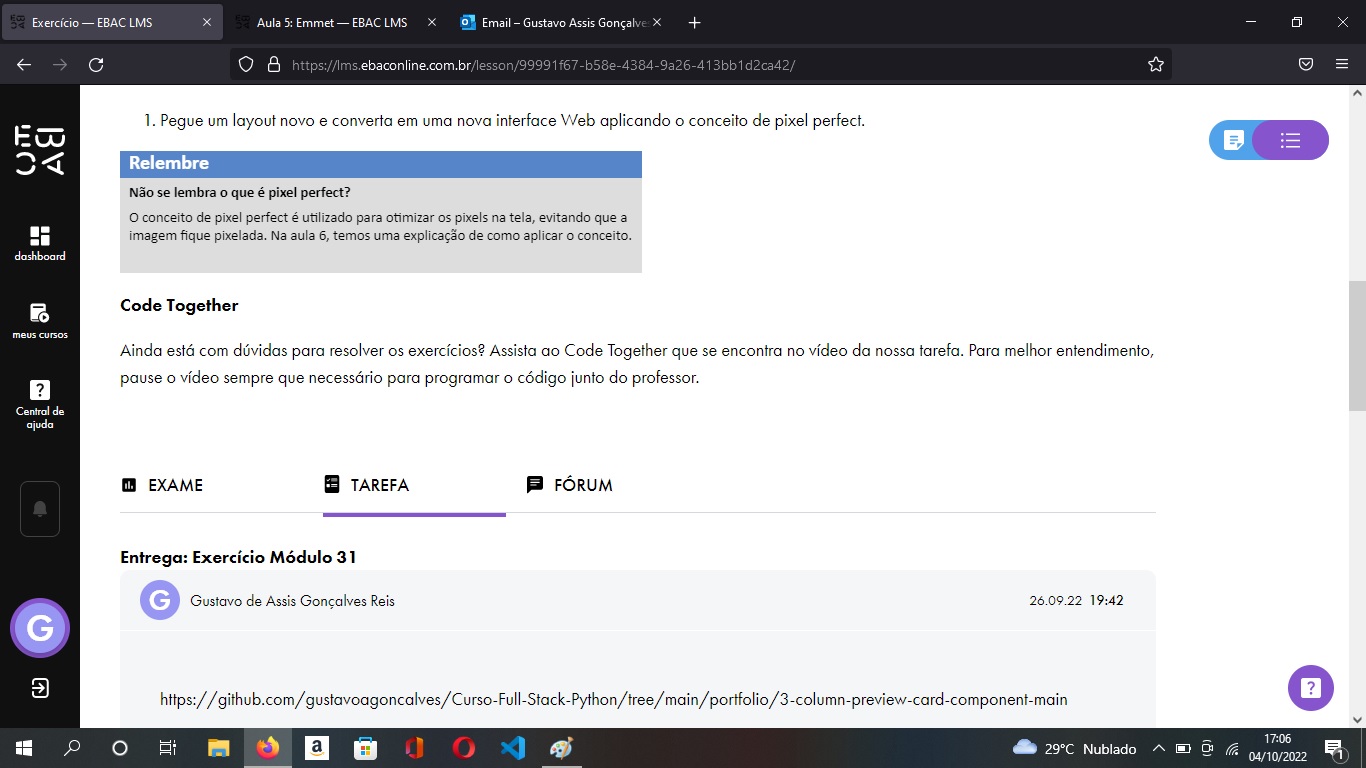 Exercício — EBAC LMS
Aula 5: Emmet — EBAC LMS
Email – Gustavo Assis Gonçalve
https://lms.ebaconline.com.br/lesson/99991f67-b58e-4384-9a26-413bb1d2ca42/
EBAC
dashboard
meus cursos
Central de
ajuda
G
1. Pegue um layout novo e converta em uma nova interface Web aplicando o conceito de pixel perfect.
Relembre
Não se lembra o que é pixel perfect?
O conceito de pixel perfect é utilizado para otimizar os pixels na tela, evitando que a
imagem fique pixelada. Na aula 6, temos uma explicação de como aplicar o conceito.
Code Together
Ainda está com dúvidas para resolver os exercícios? Assista ao Code Together que se encontra no vídeo da nossa tarefa. Para melhor entendimento,
pause o vídeo sempre que necessário para programar o código junto do professor.
EXAME
TAREFA
FÓRUM
Entrega: Exercício Módulo 31
G
Gustavo de Assis Gonçalves Reis
26.09.22 19:42
https://github.com/gustavoagoncalves/Curso-Full-Stack-Python/tree/main/portfolio/3-column-preview-card-component-main
29°C Nublado
17:06
04/10/2022
1